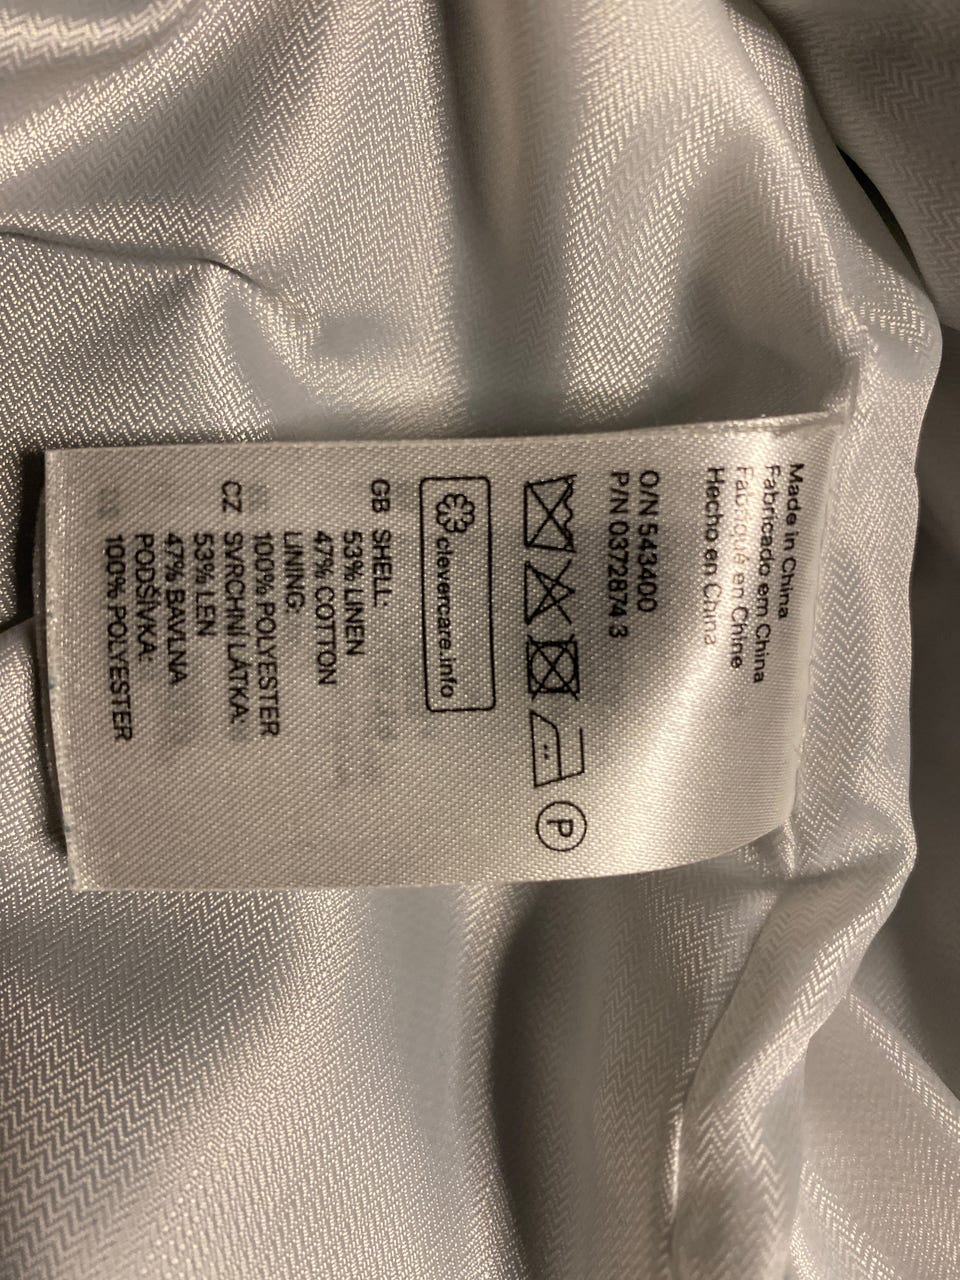 Made in China
Fabricado em China
Fabriqué en Chine
Hecho en China
O/N 543400
P/N 0372874 3
P
clevercare.info
GB SHELL:
53% LINEN
47% COTTON
LINING
100% POLYESTER
CZ SVRCHNÍ LÁTKA:
53% LEN
47% BAVLNA
PODŠÍVKA:
100% POLYESTER